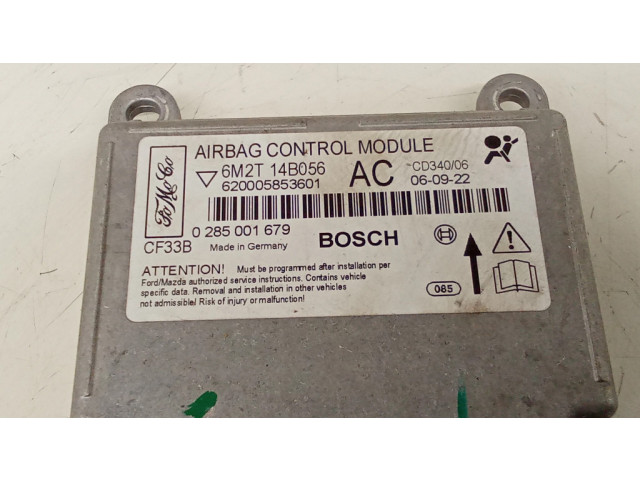 AIRBAG CONTROL MODULE
FoMoCo
6M2T 14B056 AC ~CD340/06
620005853601 06-09-22
0 285 001 679
CF33B Made in Germany BOSCH
ATTENTION! Must be programmed after installation per
Ford/Mazda authorized service instructions. Contains vehicle
specific data. Removal and installation in other vehicles
not admissible! Risk of injury or malfunction!
085